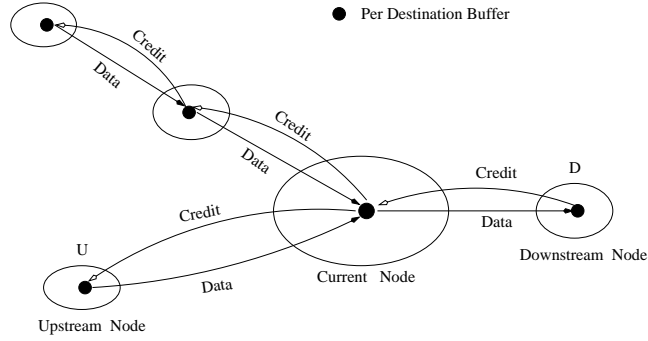 Per Destination Buffer
Credit
Data
Credit
Data
D
Credit
Credit
Data
U
Downstream Node
Current Node
Data
Upstream Node